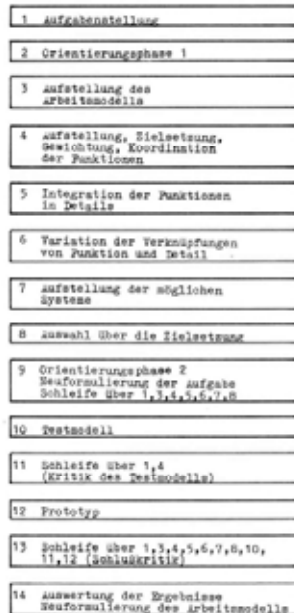 1 Aufgabenstellung
2 Orientierungsphase 1
3 Aufstellung des
Arbeitsmodells
4 Aufstellung, Zielsetzung,
Gewichtung, Koordination
der Funktionen
5 Integration der Funktionen
in Details
6 Variation der Verknüpfungen
von Funktion und Detail
7 Aufstellung der möglichen
Systeme
8 Auswahl über die Zielsetzung
9 Orientierungsphase 2
Neuformulierung der Aufgabe
Schleife über 1,3,4,5,6,7,8
10 Testmodell
11 Schleife über 1,4
(Kritik des Testmodells)
12 Prototyp
13 Schleife über 1,3,4,5,6,7,8,10,
11,12 (Schlußkritik)
14 Auswertung der Ergebnisse
Neuformulierung des Arbeitsmodells